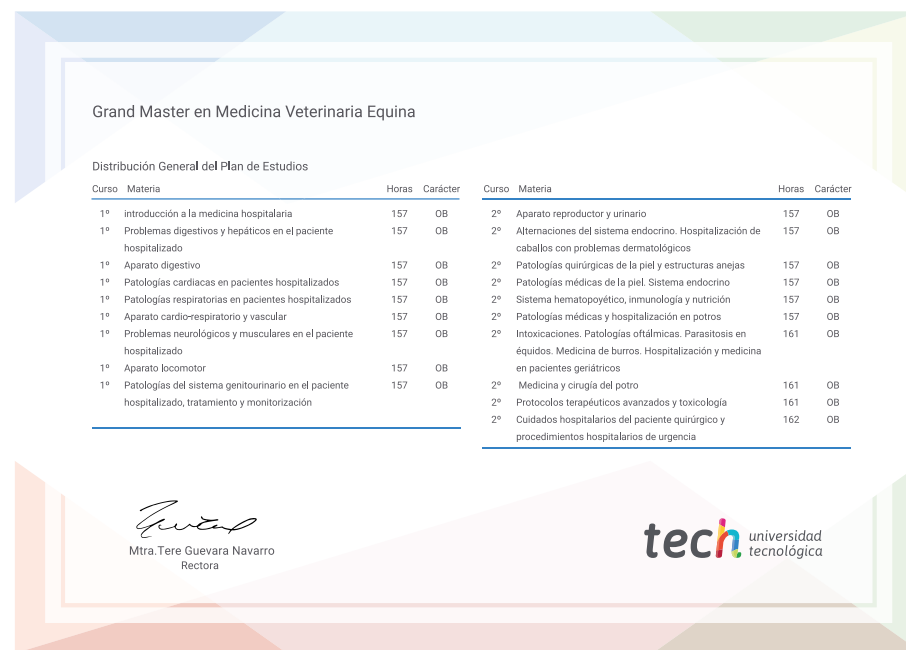 Grand Master en Medicina Veterinaria Equina
Distribución General del Plan de Estudios
Curso Materia Horas Carácter
1º introducción a la medicina hospitalaria 157 OB
1º Problemas digestivos y hepáticos en el paciente 157 OB
hospitalizado
1º Aparato digestivo 157 OB
1º Patologías cardiacas en pacientes hospitalizados 157 OB
1º Patologías respiratorias en pacientes hospitalizados 157 OB
1º Aparato cardio-respiratorio y vascular 157 OB
1º Problemas neurológicos y musculares en el paciente 157 OB
hospitalizado
1º Aparato locomotor 157 OB
1º Patologías del sistema genitourinario en el paciente 157 OB
hospitalizado, tratamiento y monitorización
Curso Materia Horas Carácter
2º Aparato reproductor y urinario 157 OB
2º Alternaciones del sistema endocrino. Hospitalización de 157 OB
caballos con problemas dermatológicos
2º Patologías quirúrgicas de la piel y estructuras anejas 157 OB
2º Patologías médicas de la piel. Sistema endocrino 157 OB
2º Sistema hematopoyético, inmunología y nutrición 157 OB
2º Patologías médicas y hospitalización en potros 157 OB
2º Intoxicaciones. Patologías oftálmicas. Parasitosis en 161 OB
équidos. Medicina de burros. Hospitalización y medicina
en pacientes geriátricos
2º Medicina y cirugía del potro 161 OB
2º Protocolos terapéuticos avanzados y toxicología 161 OB
2º Cuidados hospitalarios del paciente quirúrgico y 162 OB
procedimientos hospitalarios de urgencia
Mtra.Tere Guevara Navarro
Rectora
tech universidad
tecnológica